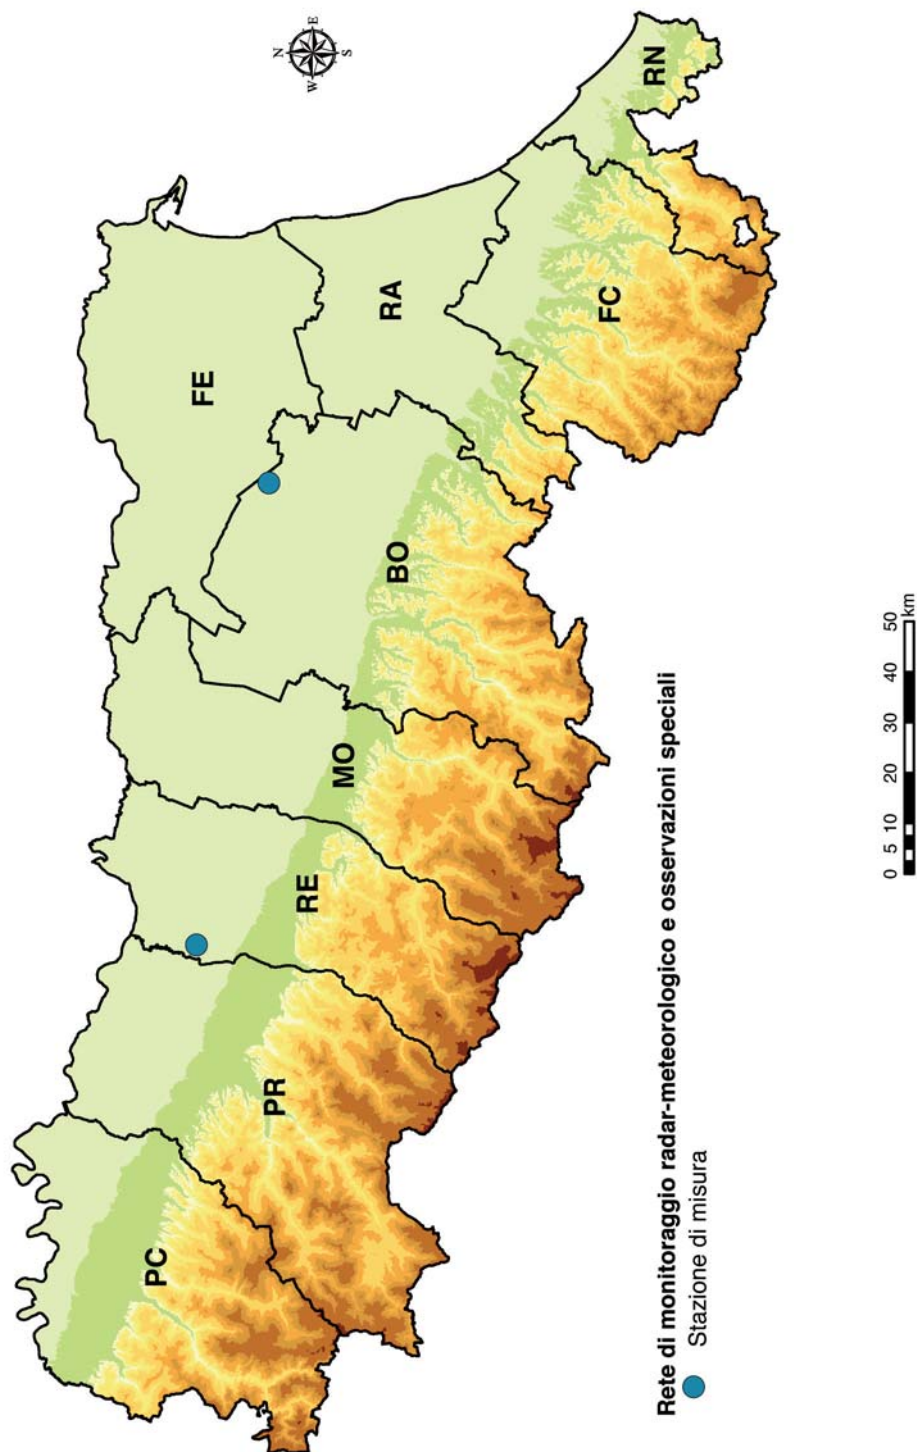 N
W E
S
FE
RA
RN
FC
BO
MO
RE
PR
PC
Rete di monitoraggio radar-meteorologico e osservazioni speciali
Stazione di misura
0 5 10 20 30 40 50
km